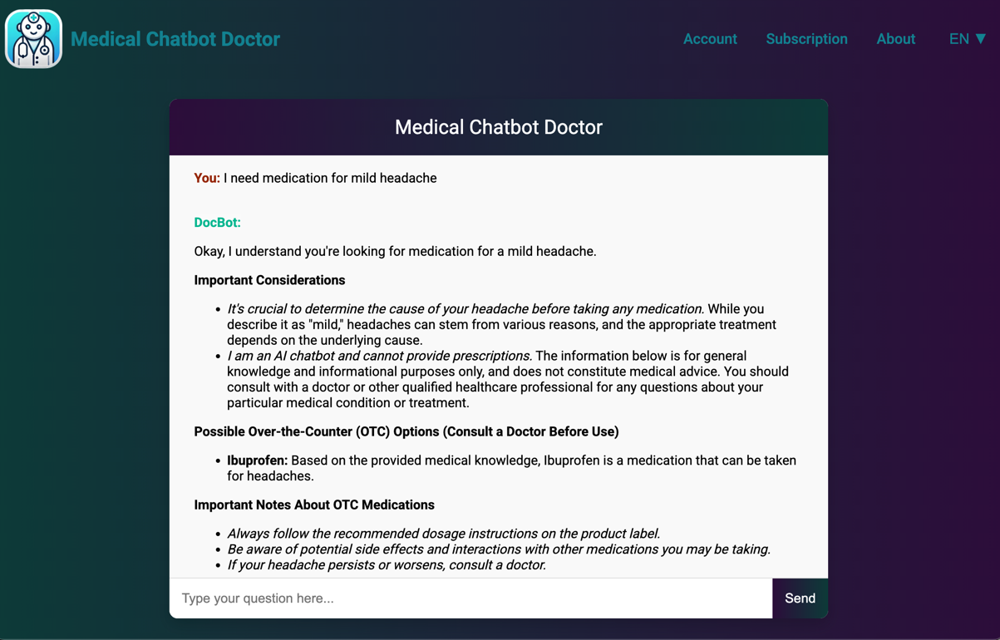 Medical Chatbot Doctor
Account
Subscription
About
EN ▼
Medical Chatbot Doctor
You: I need medication for mild headache
DocBot:
Okay, I understand you're looking for medication for a mild headache.
Important Considerations
• It's crucial to determine the cause of your headache before taking any medication. While you
describe it as "mild," headaches can stem from various reasons, and the appropriate treatment
depends on the underlying cause.
• I am an AI chatbot and cannot provide prescriptions. The information below is for general
knowledge and informational purposes only, and does not constitute medical advice. You should
consult with a doctor or other qualified healthcare professional for any questions about your
particular medical condition or treatment.
Possible Over-the-Counter (OTC) Options (Consult a Doctor Before Use)
• Ibuprofen: Based on the provided medical knowledge, Ibuprofen is a medication that can be taken
for headaches.
Important Notes About OTC Medications
• Always follow the recommended dosage instructions on the product label.
• Be aware of potential side effects and interactions with other medications you may be taking.
• If your headache persists or worsens, consult a doctor.
Type your question here...
Send